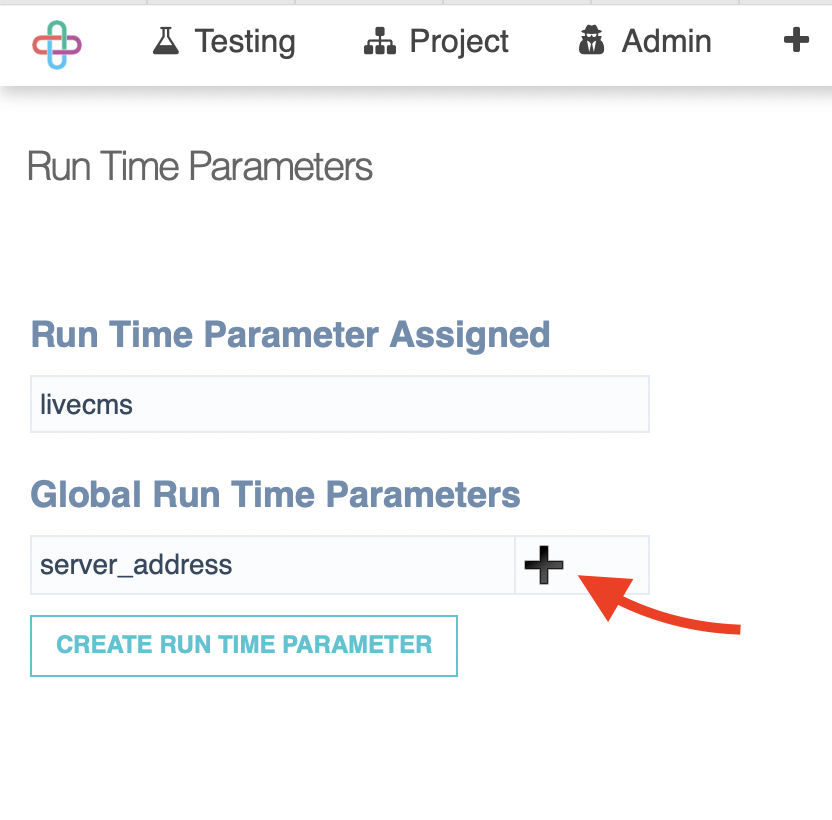 Testing Project Admin
Run Time Parameters
Run Time Parameter Assigned
livecms
Global Run Time Parameters
server_address
CREATE RUN TIME PARAMETER